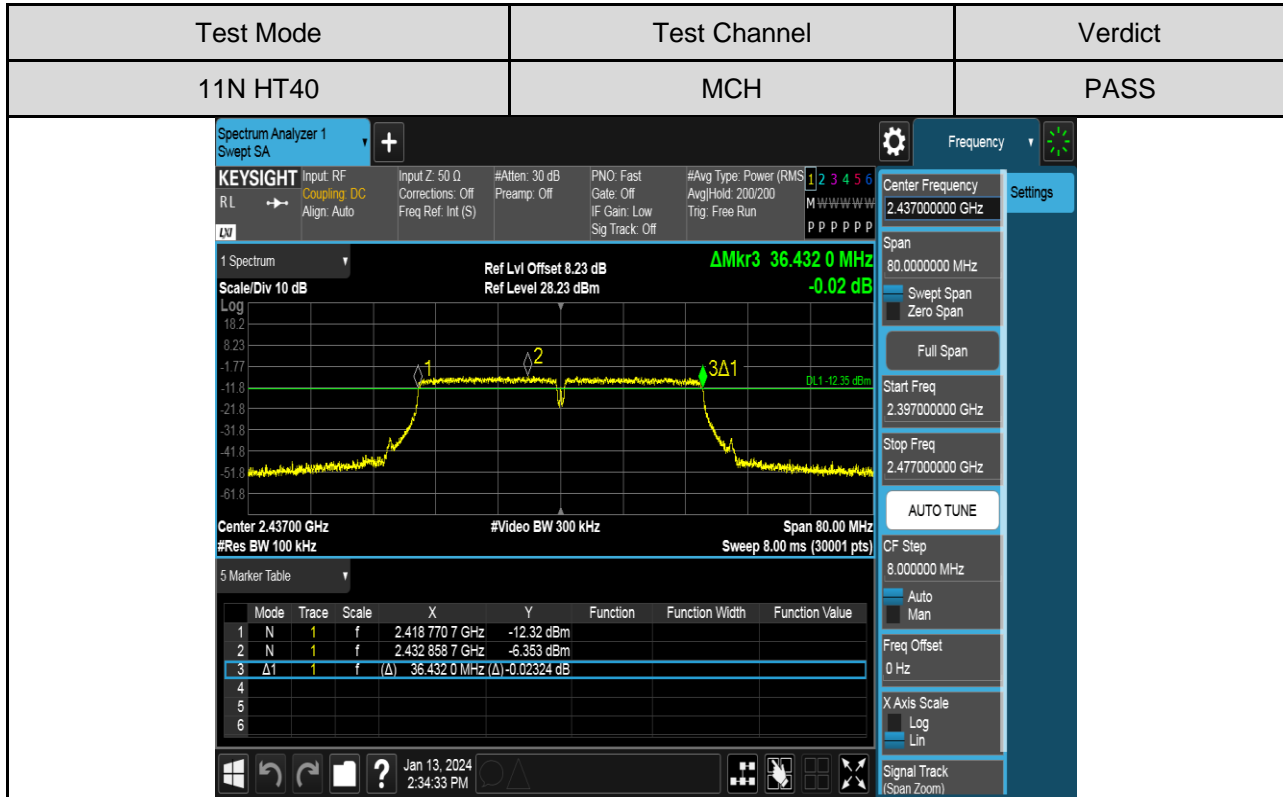 Test Mode Test Channel Verdict
11N HT40 MCH PASS
Spectrum Analyzer 1
Swept SA
+
Frequency
KEYSIGHT
RL
LXI
Input: RF
Coupling: DC
Align: Auto
Input Z: 50 Ω
Corrections: Off
Freq Ref: Int (S)
#Atten: 30 dB
Preamp: Off
PNO: Fast
Gate: Off
IF Gain: Low
Sig Track: Off
#Avg Type: Power (RMS
Avg|Hold: 200/200
Trig: Free Run
1 2 3 4 5 6
M W W W W W
P P P P P P
1 Spectrum
Scale/Div 10 dB
Ref Lvl Offset 8.23 dB
Ref Level 28.23 dBm
ΔMkr3 36.432 0 MHz
-0.02 dB
Log
18.2
8.23
-1.77
-11.8
-21.8
-31.8
-41.8
-51.8
-61.8
1
2
3Δ1
DL1 -12.35 dBm
Center 2.43700 GHz
#Video BW 300 kHz
Span 80.00 MHz
#Res BW 100 kHz
Sweep 8.00 ms (30001 pts)
5 Marker Table
Mode Trace Scale X Y Function Function Width Function Value
1 N 1 f 2.418 770 7 GHz -12.32 dBm
2 N 1 f 2.432 858 7 GHz -6.353 dBm
3 Δ1 1 f (Δ) 36.432 0 MHz (Δ) -0.02324 dB
4
5
6
?
Jan 13, 2024
2:34:33 PM
Center Frequency
2.437000000 GHz
Settings
Span
80.0000000 MHz
Swept Span
Zero Span
Full Span
Start Freq
2.397000000 GHz
Stop Freq
2.477000000 GHz
AUTO TUNE
CF Step
8.000000 MHz
Auto
Man
Freq Offset
0 Hz
X Axis Scale
Log
Lin
Signal Track
(Span Zoom)